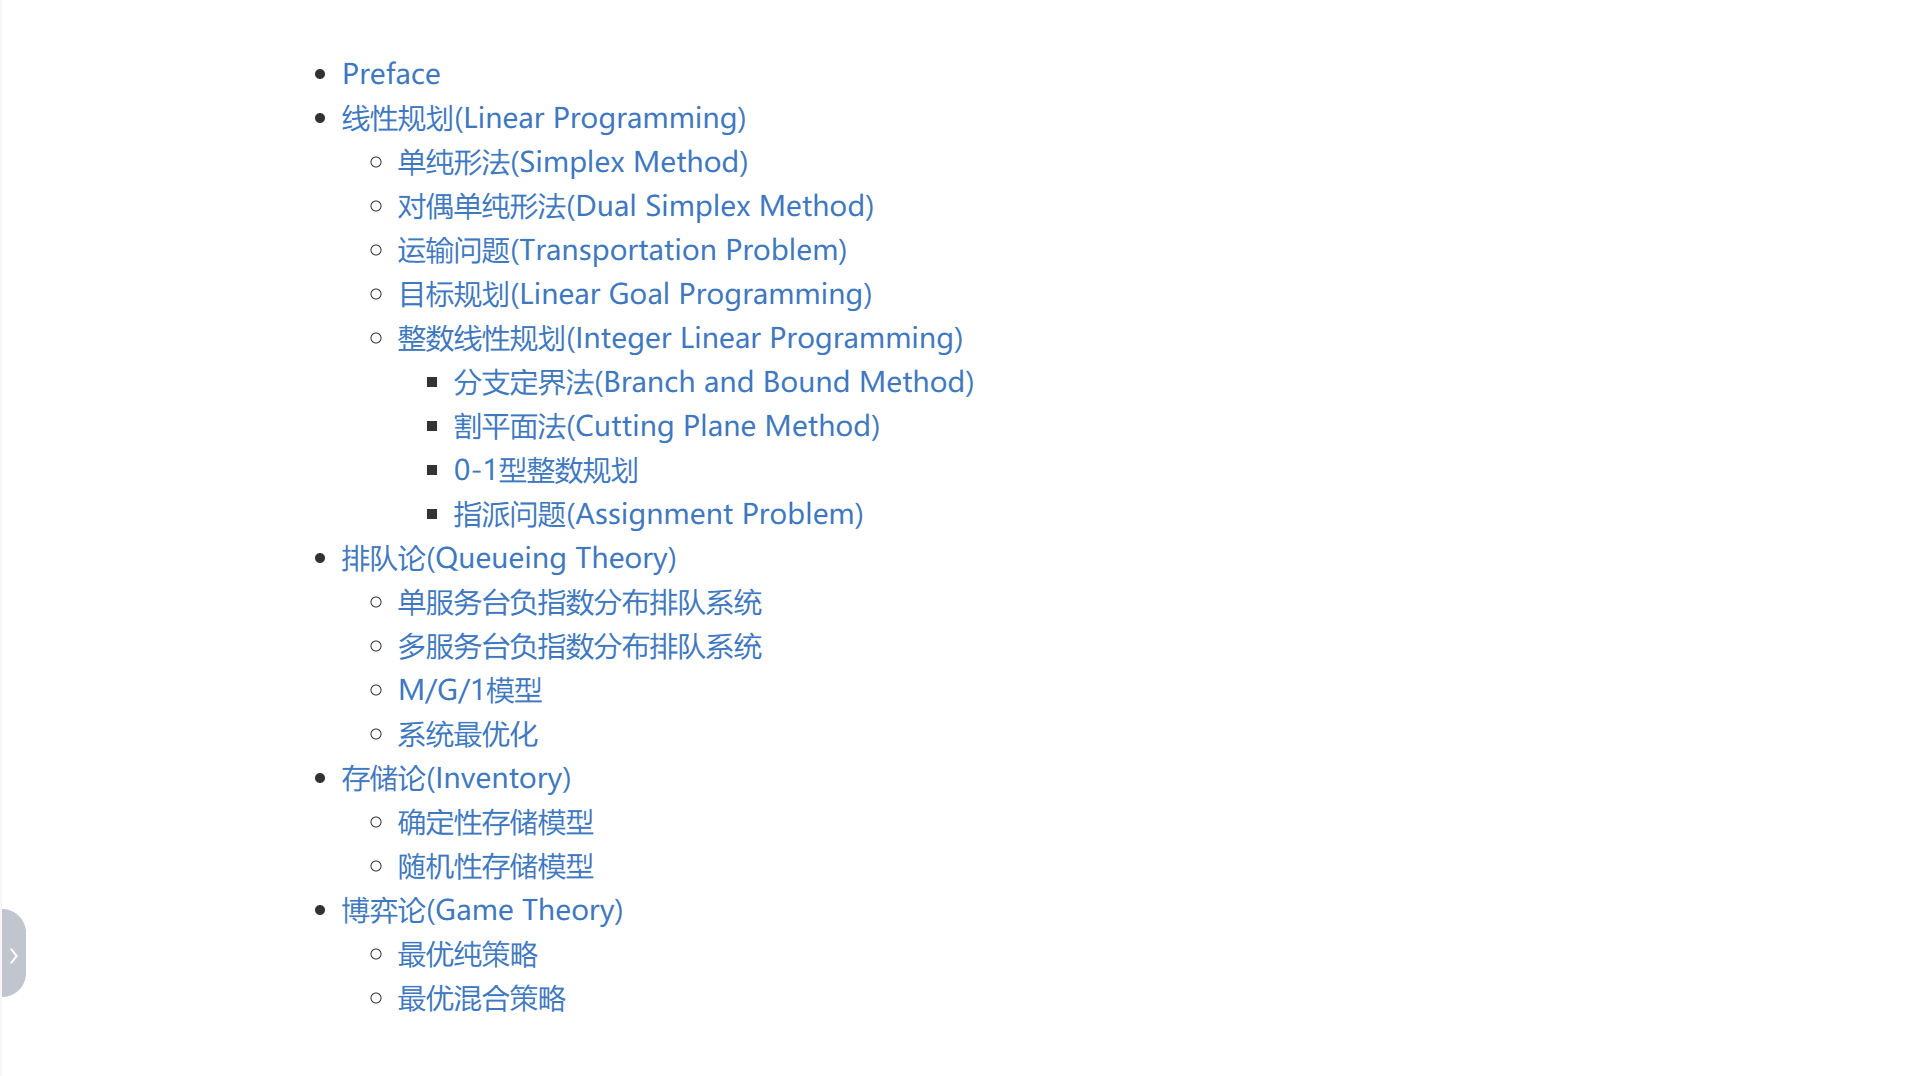 Preface
线性规划(Linear Programming)
单纯形法(Simplex Method)
对偶单纯形法(Dual Simplex Method)
运输问题(Transportation Problem)
目标规划(Linear Goal Programming)
整数线性规划(Integer Linear Programming)
分支定界法(Branch and Bound Method)
割平面法(Cutting Plane Method)
0-1型整数规划
指派问题(Assignment Problem)
排队论(Queueing Theory)
单服务台负指数分布排队系统
多服务台负指数分布排队系统
M/G/1模型
系统最优化
存储论(Inventory)
确定性存储模型
随机性存储模型
博弈论(Game Theory)
最优纯策略
最优混合策略